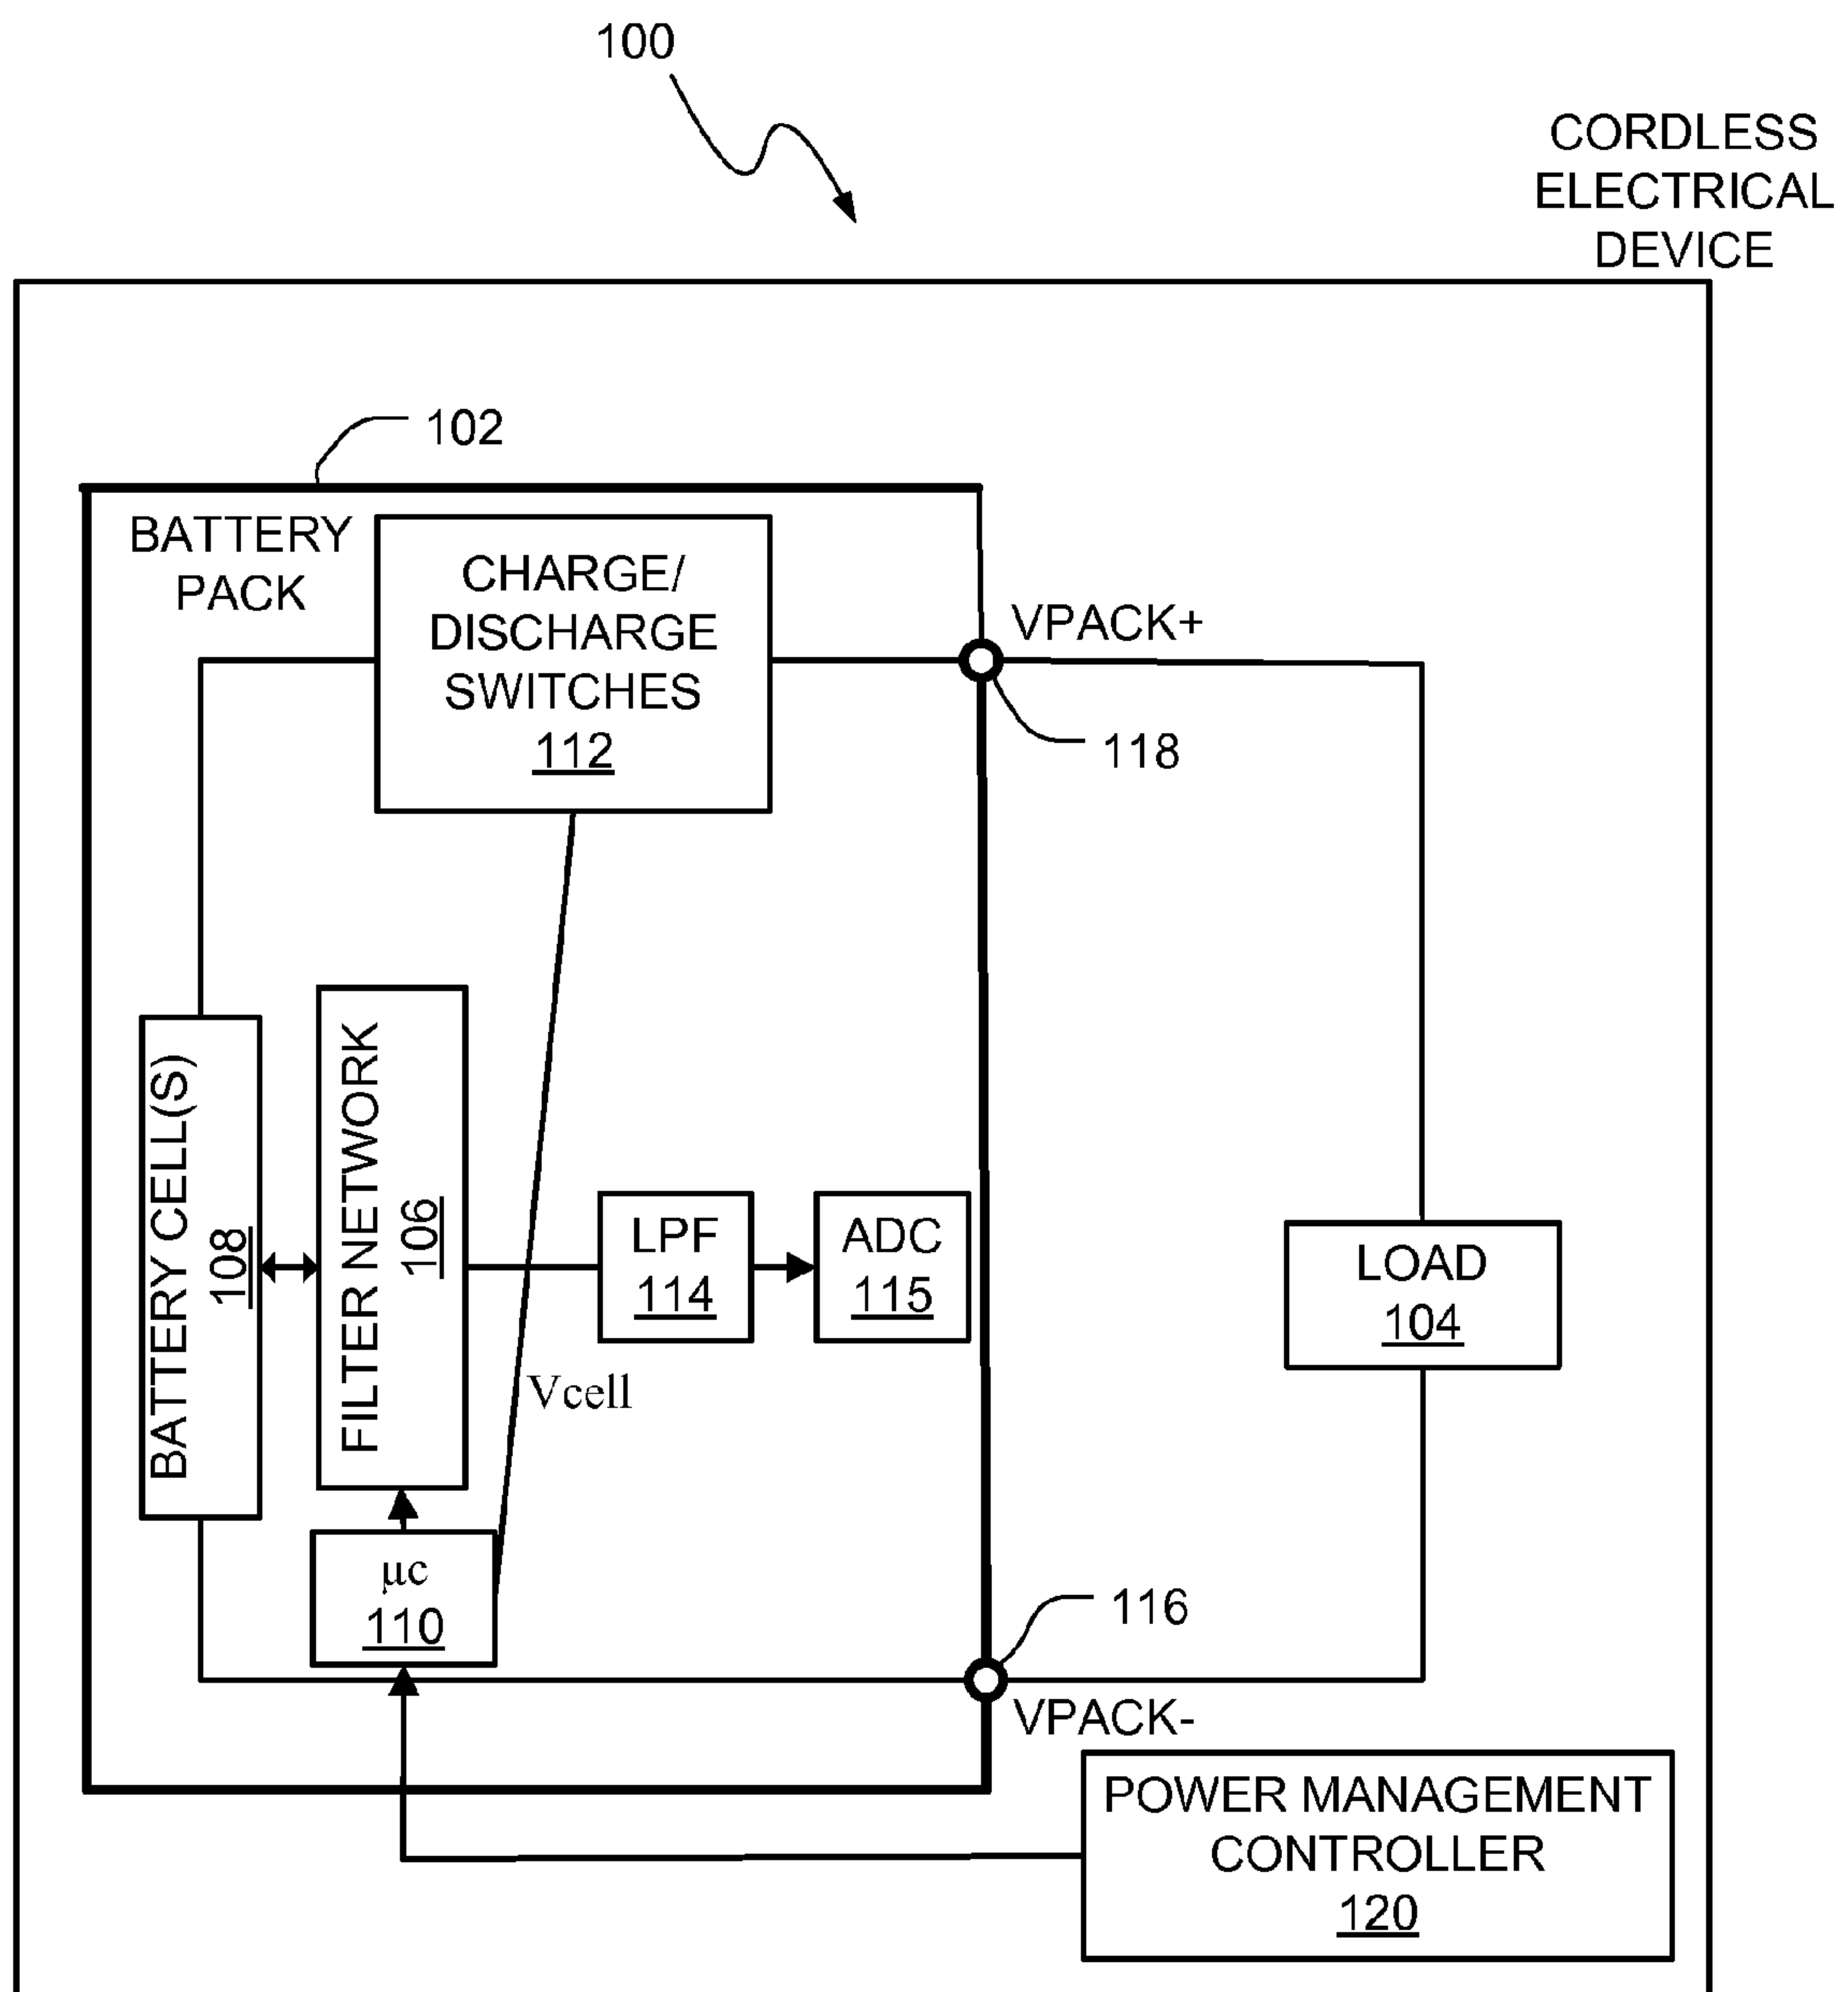 100
CORDLESS
ELECTRICAL
DEVICE
102
BATTERY
PACK
CHARGE/
DISCHARGE
SWITCHES
112
VPACK+
118
BATTERY CELL(S)
108
FILTER NETWORK
106
LPF
114
ADC
115
LOAD
104
Vcell
μc
110
116
VPACK-
POWER MANAGEMENT
CONTROLLER
120